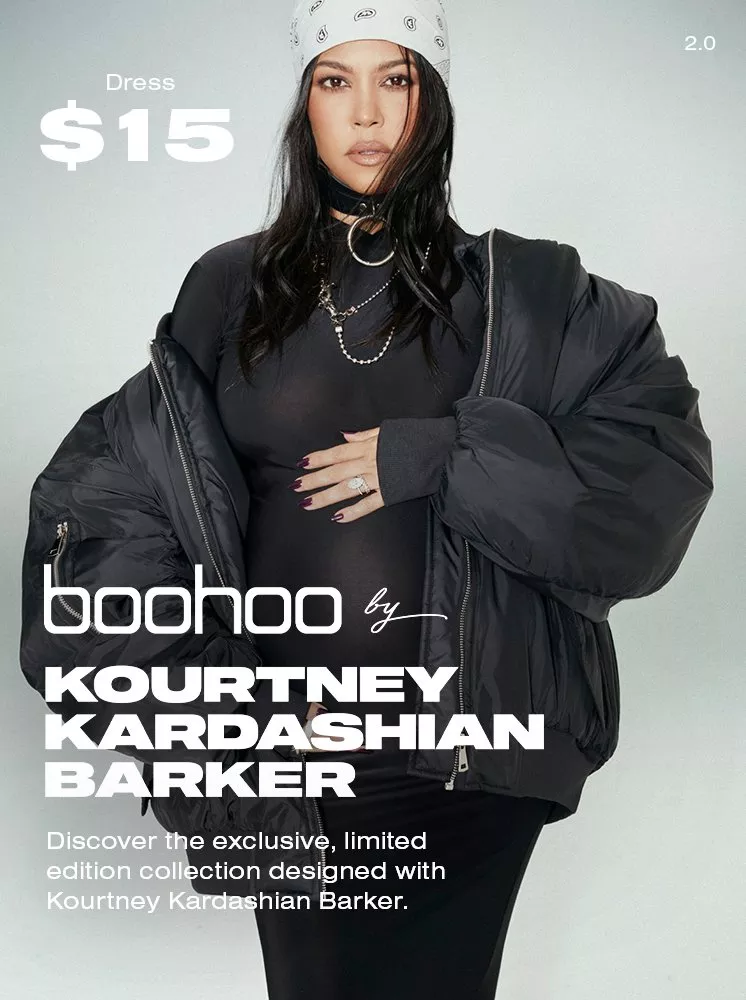 2.0
Dress
$15
boohoo by
KOURTNEY
KARDASHIAN
BARKER
Discover the exclusive, limited
edition collection designed with
Kourtney Kardashian Barker.